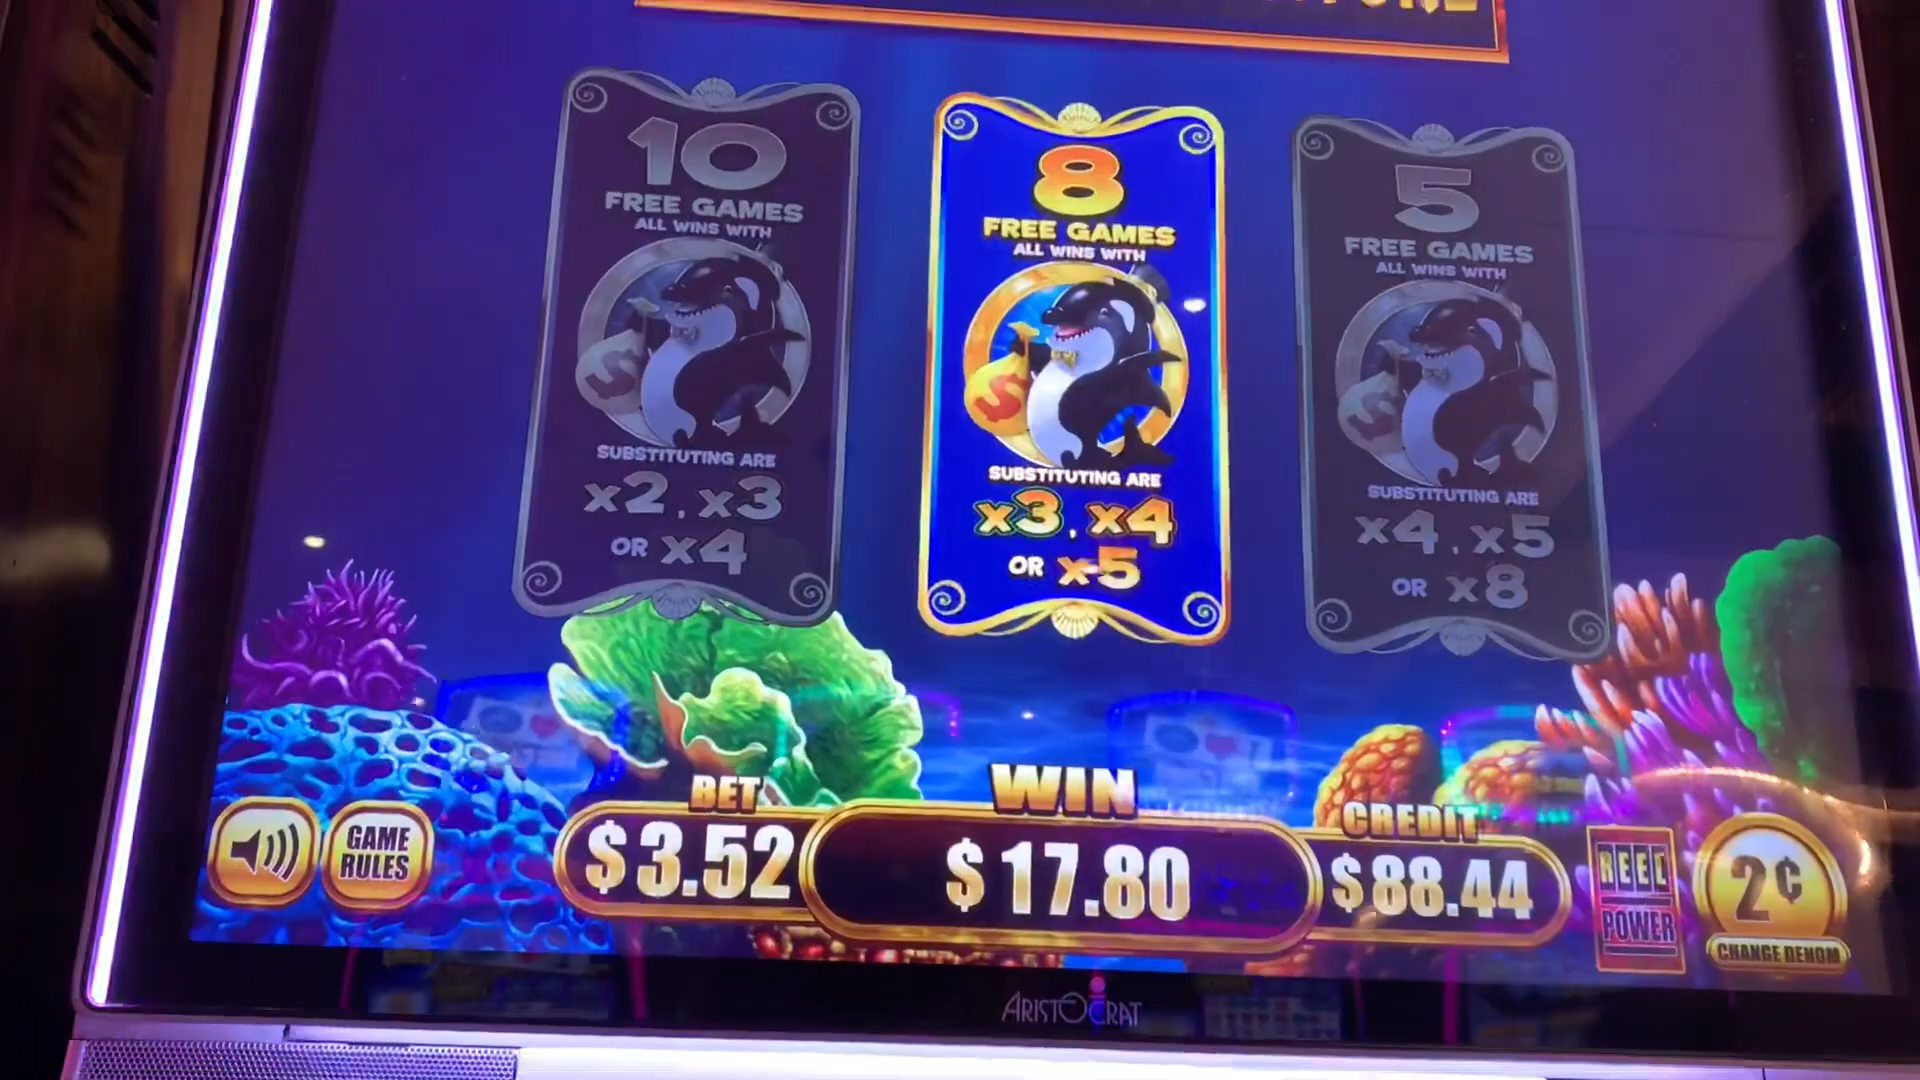 10
FREE GAMES
ALL WINS WITH
$
SUBSTITUTING ARE
x2, x3
OR x4
8
FREE GAMES
ALL WINS WITH
$
SUBSTITUTING ARE
x3, x4
OR x5
5
FREE GAMES
ALL WINS WITH
$
SUBSTITUTING ARE
x4, x5
OR x8
GAME
RULES
BET
$3.52
WIN
$17.80
CREDIT
$88.44
REEL
POWER
2¢
CHANGE DENOM
ARISTOCRAT